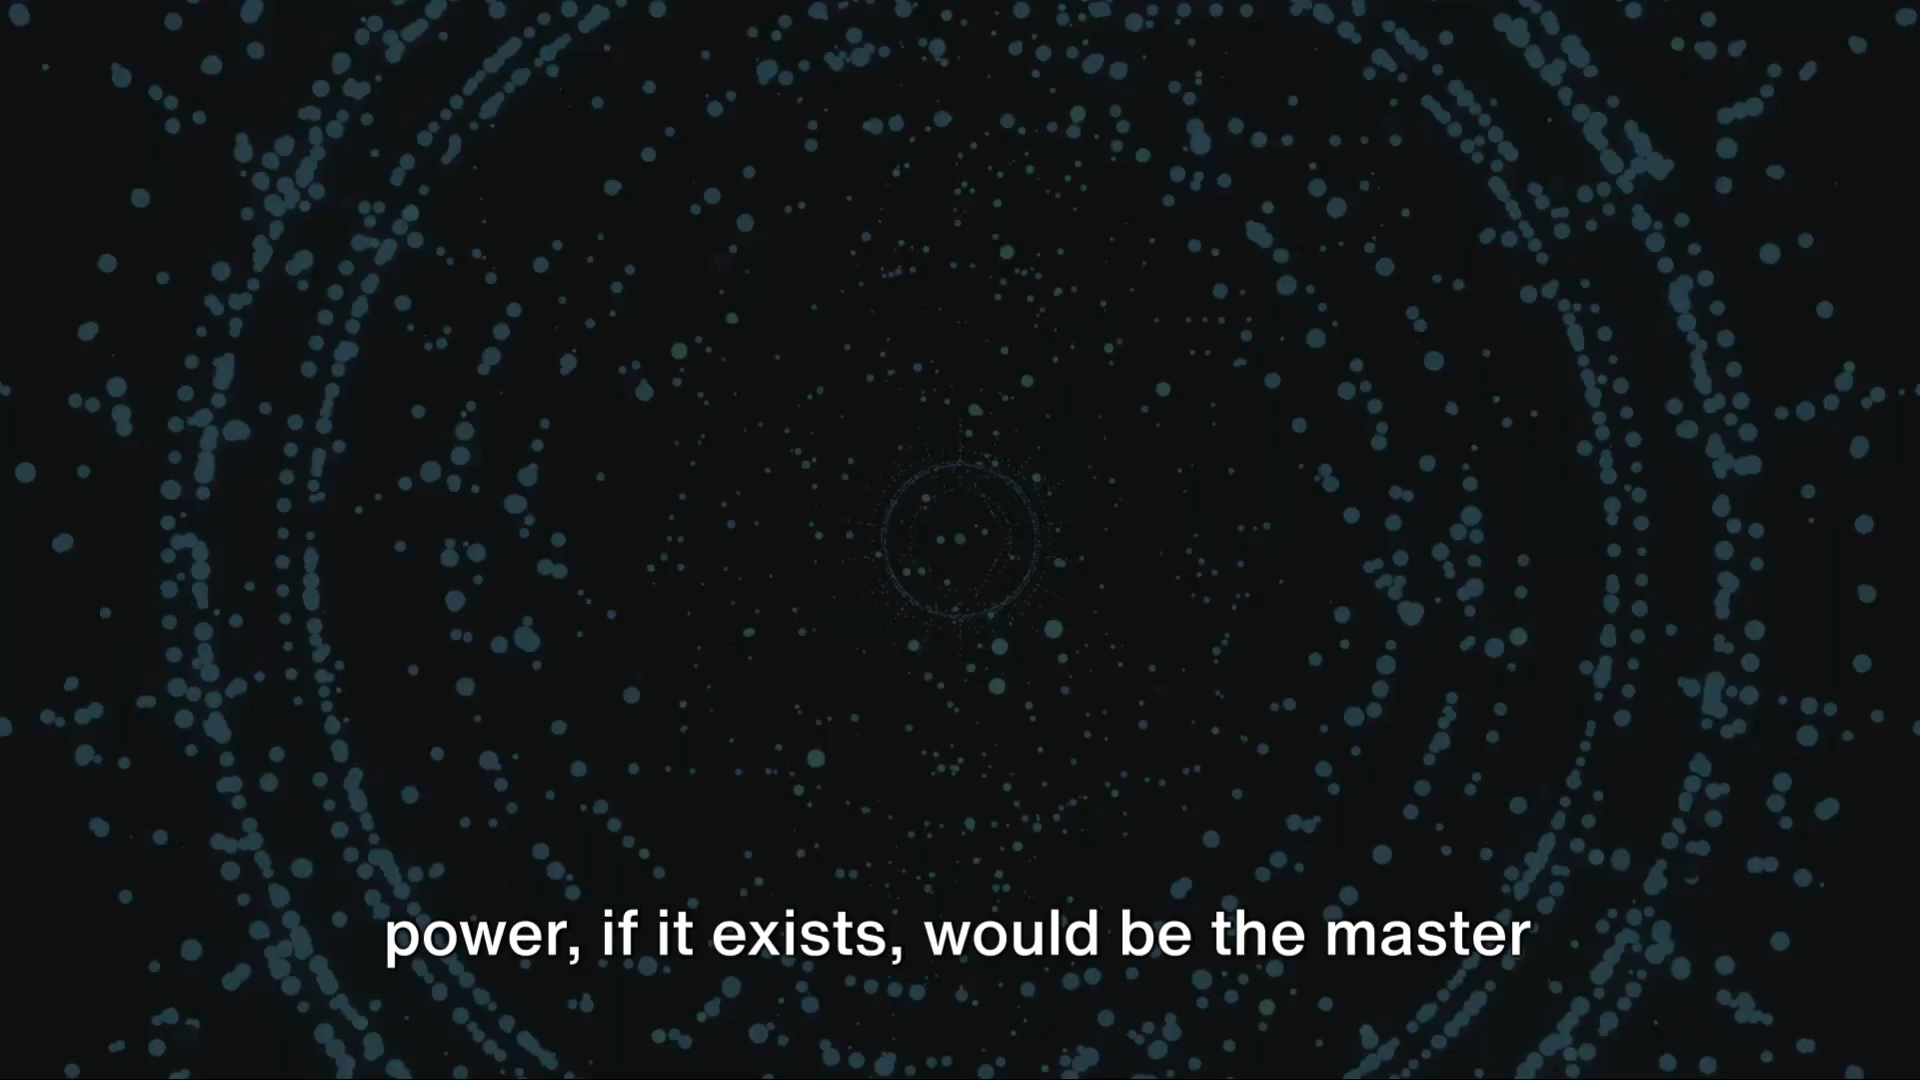 power, if it exists, would be the master